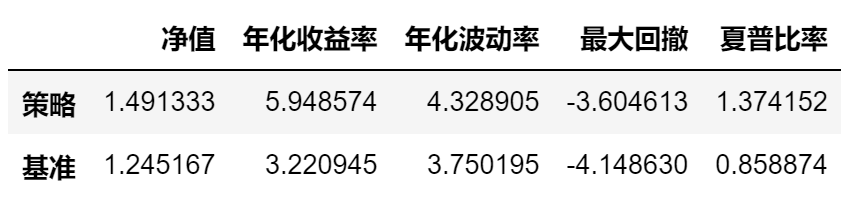 净值 年化收益率 年化波动率 最大回撤 夏普比率
策略 1.491333 5.948574 4.328905 -3.604613 1.374152
基准 1.245167 3.220945 3.750195 -4.148630 0.858874